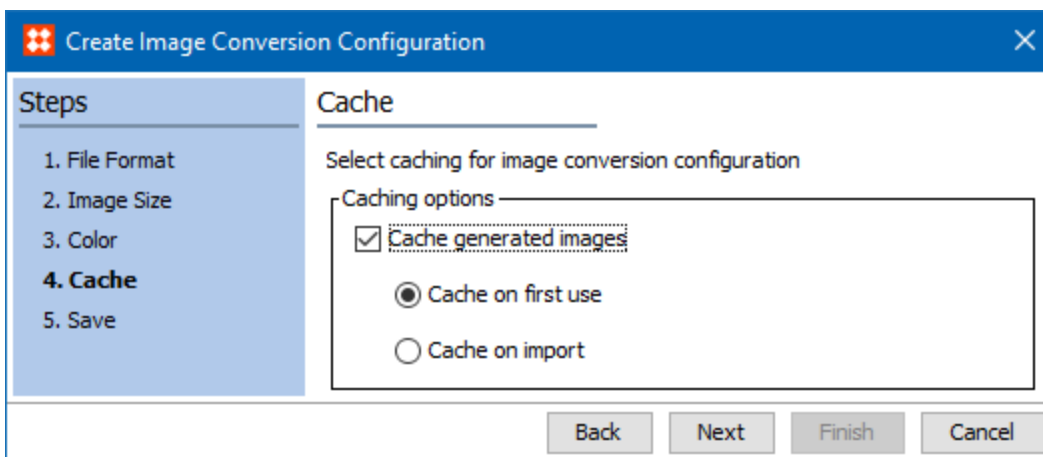 Create Image Conversion Configuration
Steps
1. File Format
2. Image Size
3. Color
4. Cache
5. Save
Cache
Select caching for image conversion configuration
Caching options
Cache generated images
Cache on first use
Cache on import
Back Next Finish Cancel